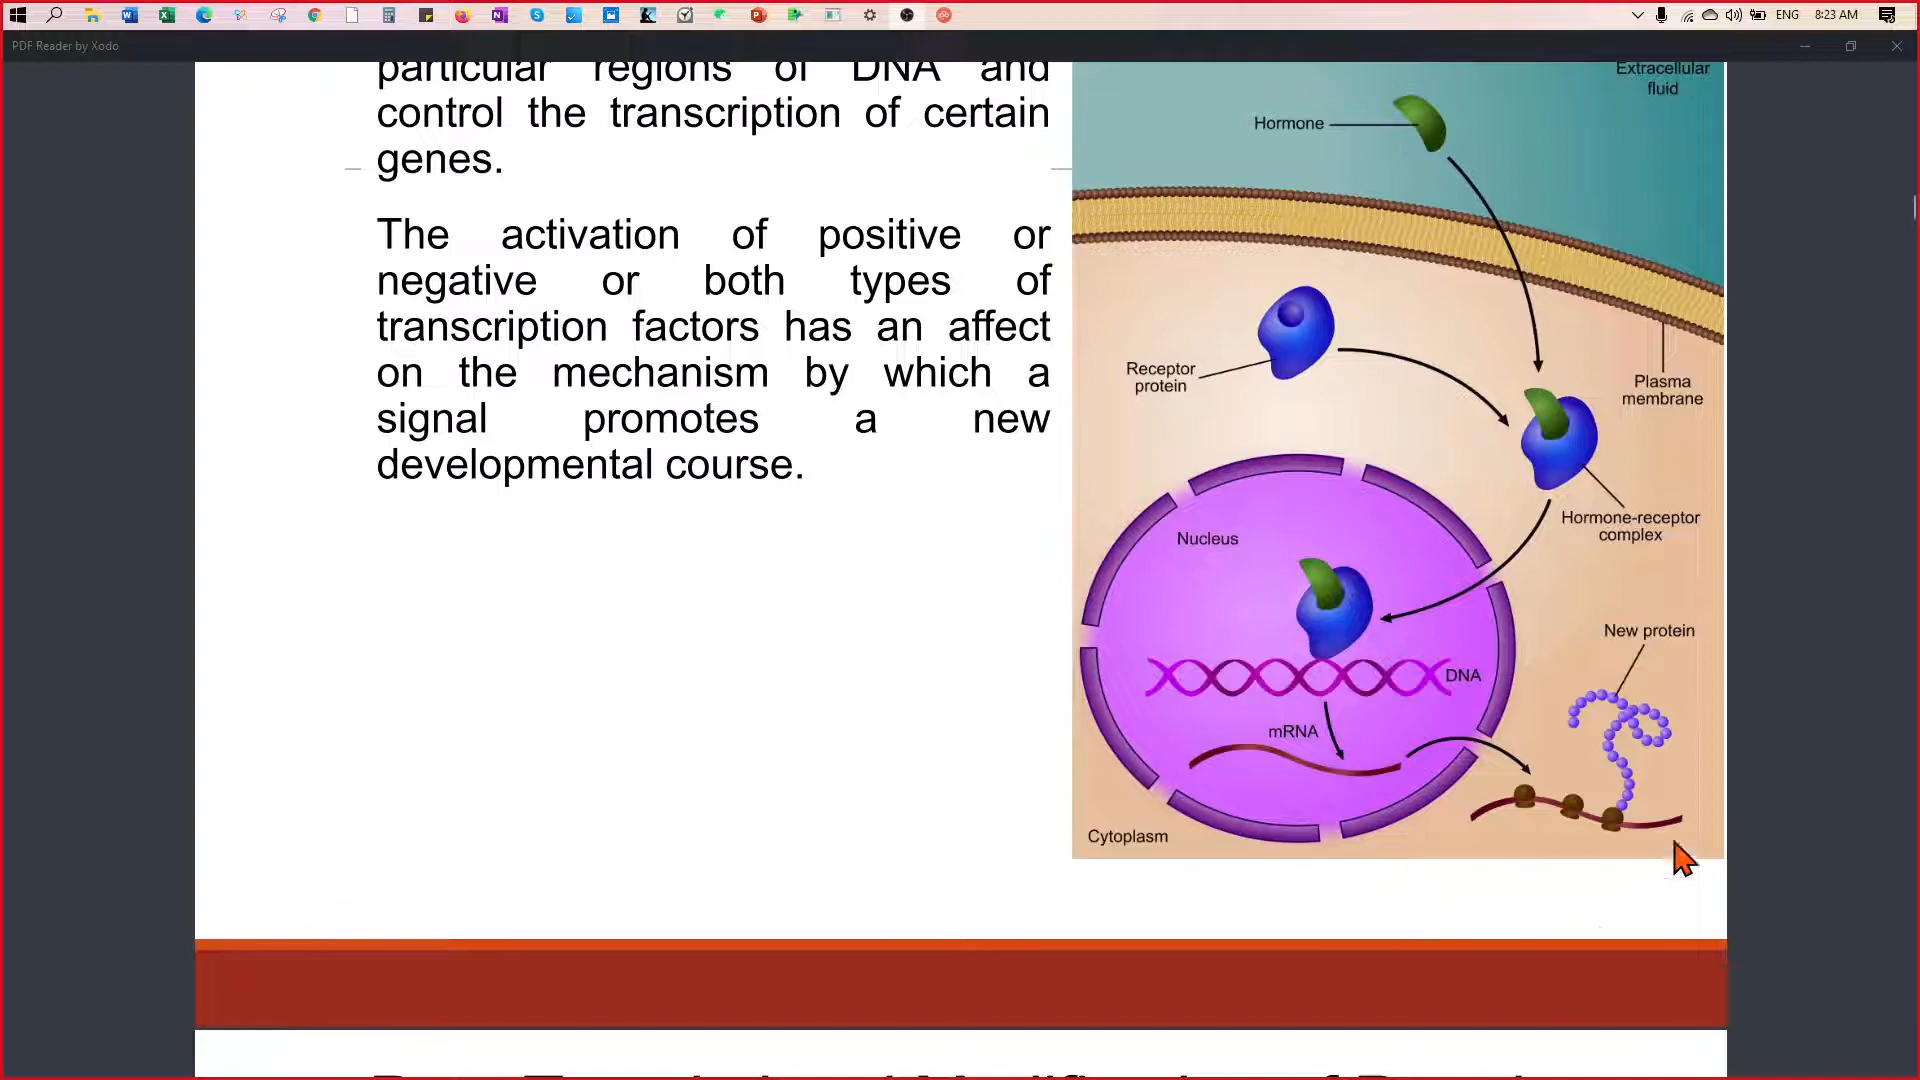 ENG 8:23 AM
PDF Reader by Xodo
particular regions of DNA and
control the transcription of certain
genes.
The activation of positive or
negative or both types of
transcription factors has an affect
on the mechanism by which a
signal promotes a new
developmental course.
Extracellular
fluid
Hormone
Receptor
protein
Plasma
membrane
Hormone-receptor
complex
Nucleus
New protein
DNA
mRNA
Cytoplasm